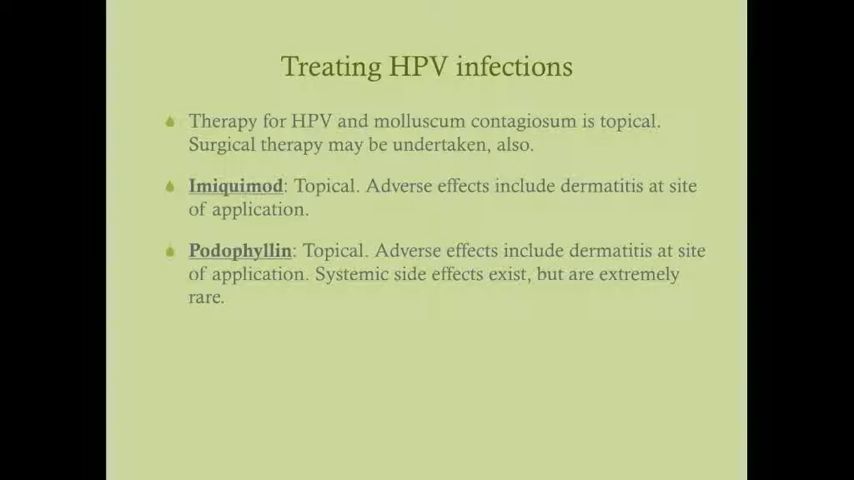 Treating HPV infections
Therapy for HPV and molluscum contagiosum is topical.
Surgical therapy may be undertaken, also.
Imiquimod: Topical. Adverse effects include dermatitis at site
of application.
Podophyllin: Topical. Adverse effects include dermatitis at site
of application. Systemic side effects exist, but are extremely
rare.